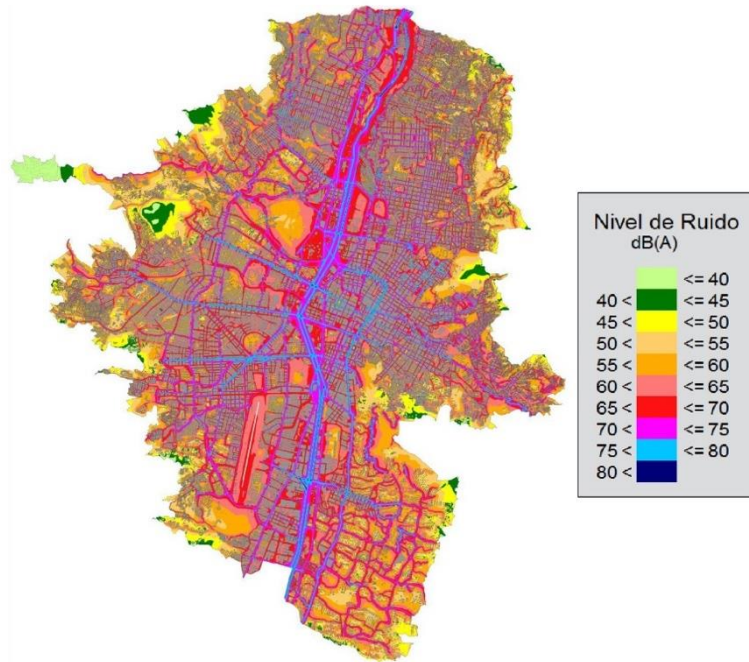 Nivel de Ruido
dB(A)
<= 40
40 < <= 45
45 < <= 50
50 < <= 55
55 < <= 60
60 < <= 65
65 < <= 70
70 < <= 75
75 < <= 80
80 <